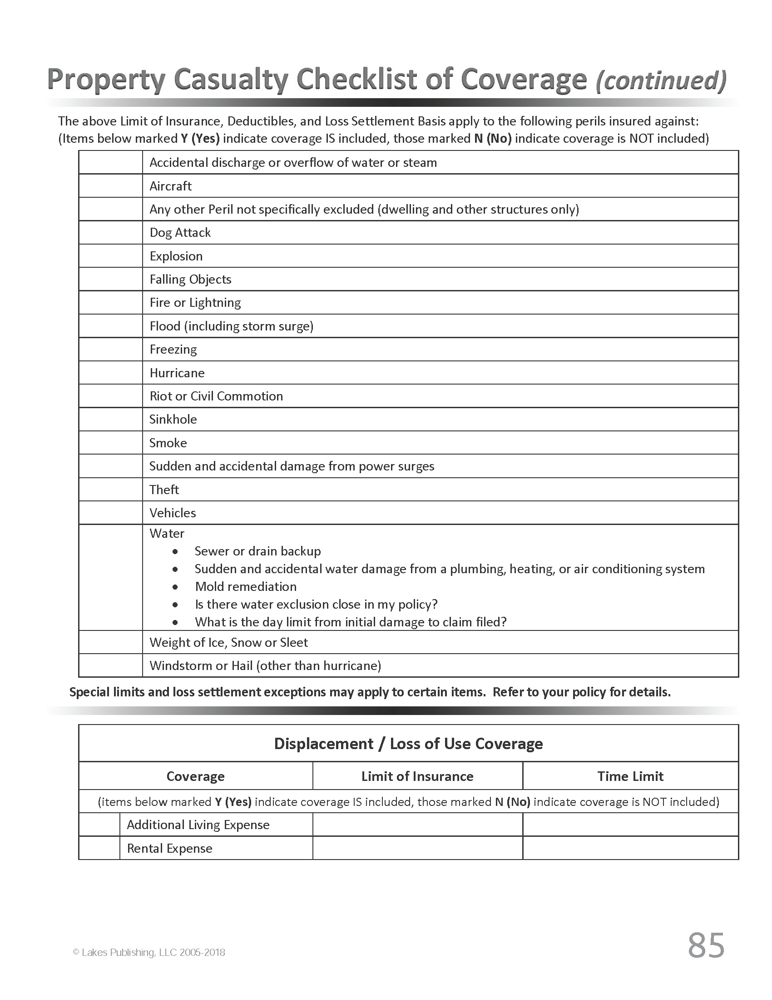 Property Casualty Checklist of Coverage (continued)
The above Limit of Insurance, Deductibles, and Loss Settlement Basis apply to the following perils insured against:
(Items below marked Y (Yes) indicate coverage IS included, those marked N (No) indicate coverage is NOT included)
Accidental discharge or overflow of water or steam
Aircraft
Any other Peril not specifically excluded (dwelling and other structures only)
Dog Attack
Explosion
Falling Objects
Fire or Lightning
Flood (including storm surge)
Freezing
Hurricane
Riot or Civil Commotion
Sinkhole
Smoke
Sudden and accidental damage from power surges
Theft
Vehicles
Water
• Sewer or drain backup
• Sudden and accidental water damage from a plumbing, heating, or air conditioning system
• Mold remediation
• Is there water exclusion close in my policy?
• What is the day limit from initial damage to claim filed?
Weight of Ice, Snow or Sleet
Windstorm or Hail (other than hurricane)
Special limits and loss settlement exceptions may apply to certain items. Refer to your policy for details.
Displacement / Loss of Use Coverage
Coverage Limit of Insurance Time Limit
(items below marked Y (Yes) indicate coverage IS included, those marked N (No) indicate coverage is NOT included)
Additional Living Expense
Rental Expense
© Lakes Publishing, LLC 2005-2018
85